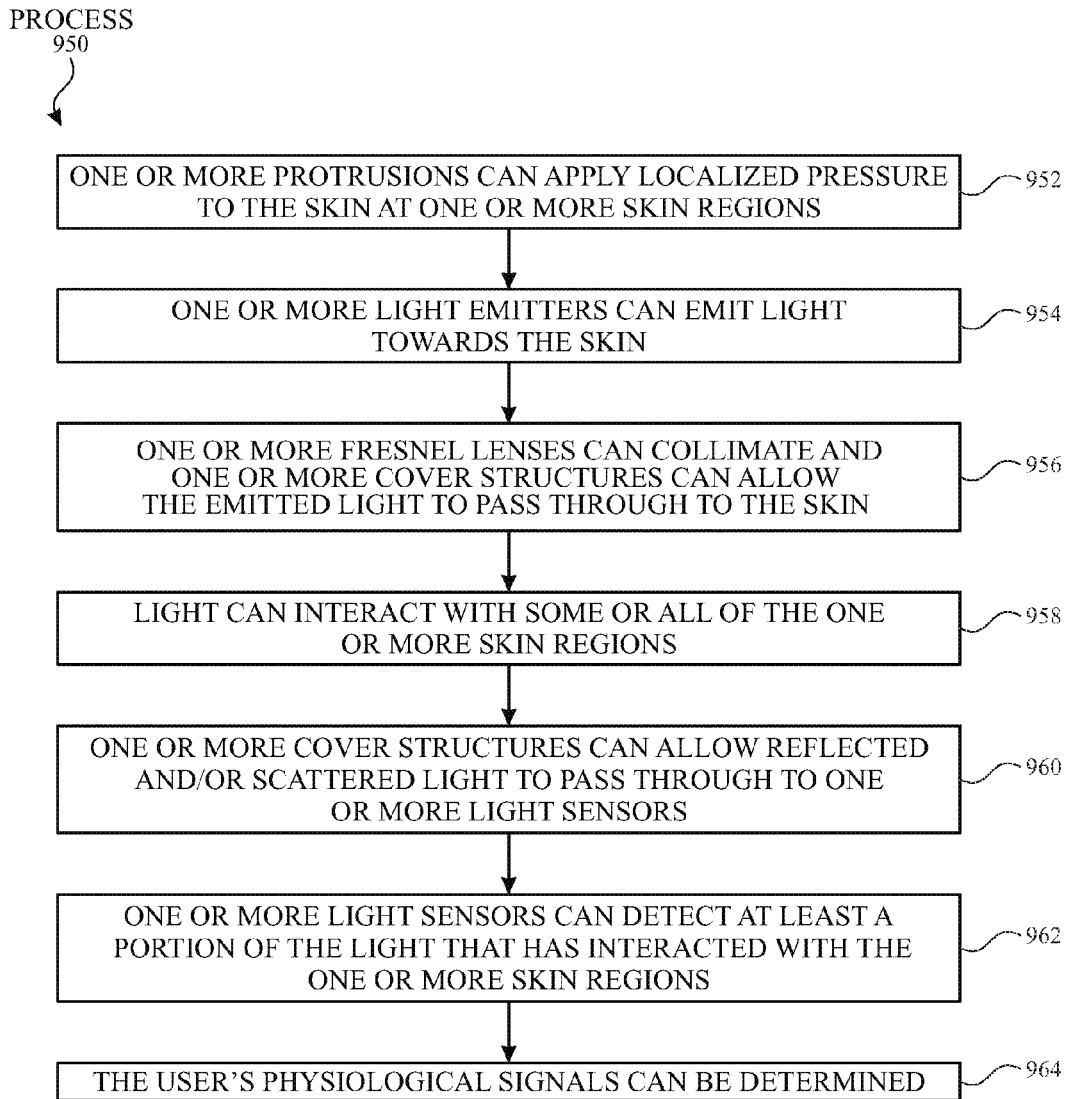 PROCESS
950
ONE OR MORE PROTRUSIONS CAN APPLY LOCALIZED PRESSURE
TO THE SKIN AT ONE OR MORE SKIN REGIONS
952
ONE OR MORE LIGHT EMITTERS CAN EMIT LIGHT
TOWARDS THE SKIN
954
ONE OR MORE FRESNEL LENSES CAN COLLIMATE AND
ONE OR MORE COVER STRUCTURES CAN ALLOW
THE EMITTED LIGHT TO PASS THROUGH TO THE SKIN
956
LIGHT CAN INTERACT WITH SOME OR ALL OF THE ONE
OR MORE SKIN REGIONS
958
ONE OR MORE COVER STRUCTURES CAN ALLOW REFLECTED
AND/OR SCATTERED LIGHT TO PASS THROUGH TO ONE
OR MORE LIGHT SENSORS
960
ONE OR MORE LIGHT SENSORS CAN DETECT AT LEAST A
PORTION OF THE LIGHT THAT HAS INTERACTED WITH THE
ONE OR MORE SKIN REGIONS
962
THE USER'S PHYSIOLOGICAL SIGNALS CAN BE DETERMINED
964